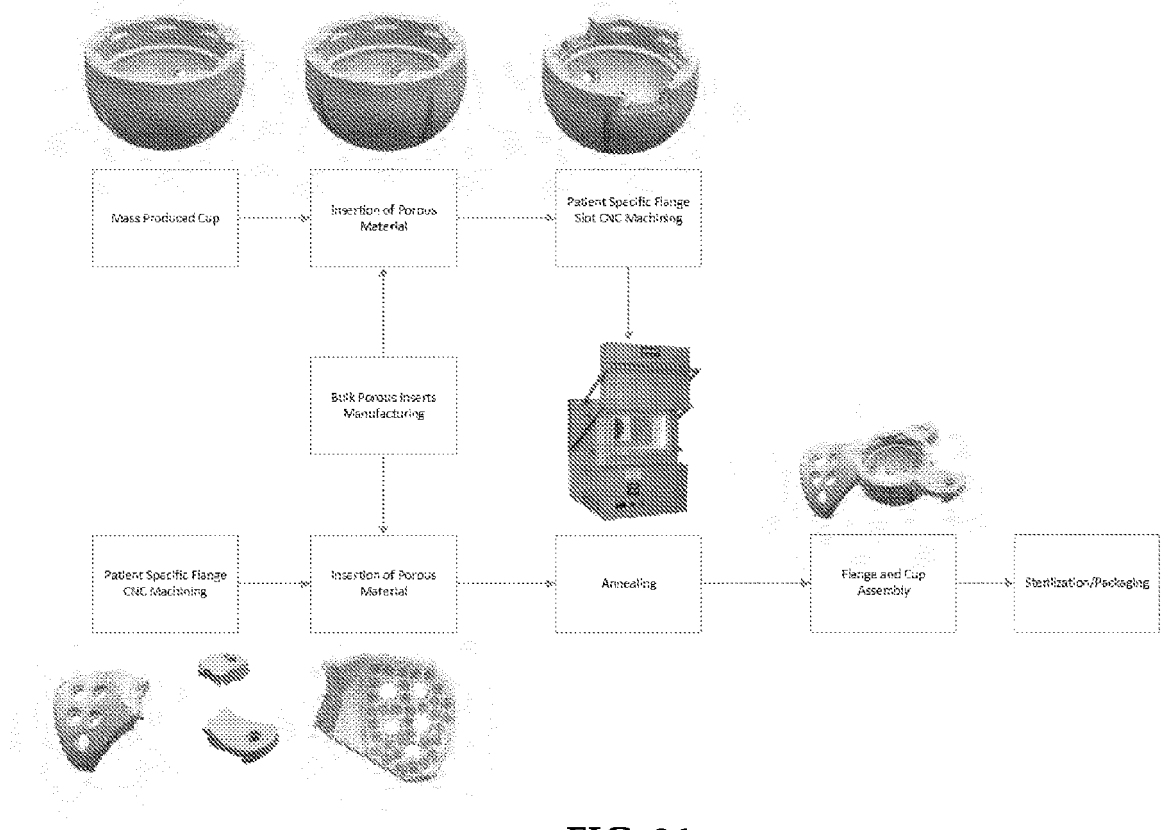 Mass Produced Cup
Insertion of Porous
Material
Patient Specific Flange
Slot CNC Machining
Bulk Porous Inserts
Manufacturing
Patient Specific Flange
CNC Machining
Insertion of Porous
Material
Annealing
Flange and Cup
Assembly
Sterilization/Packaging